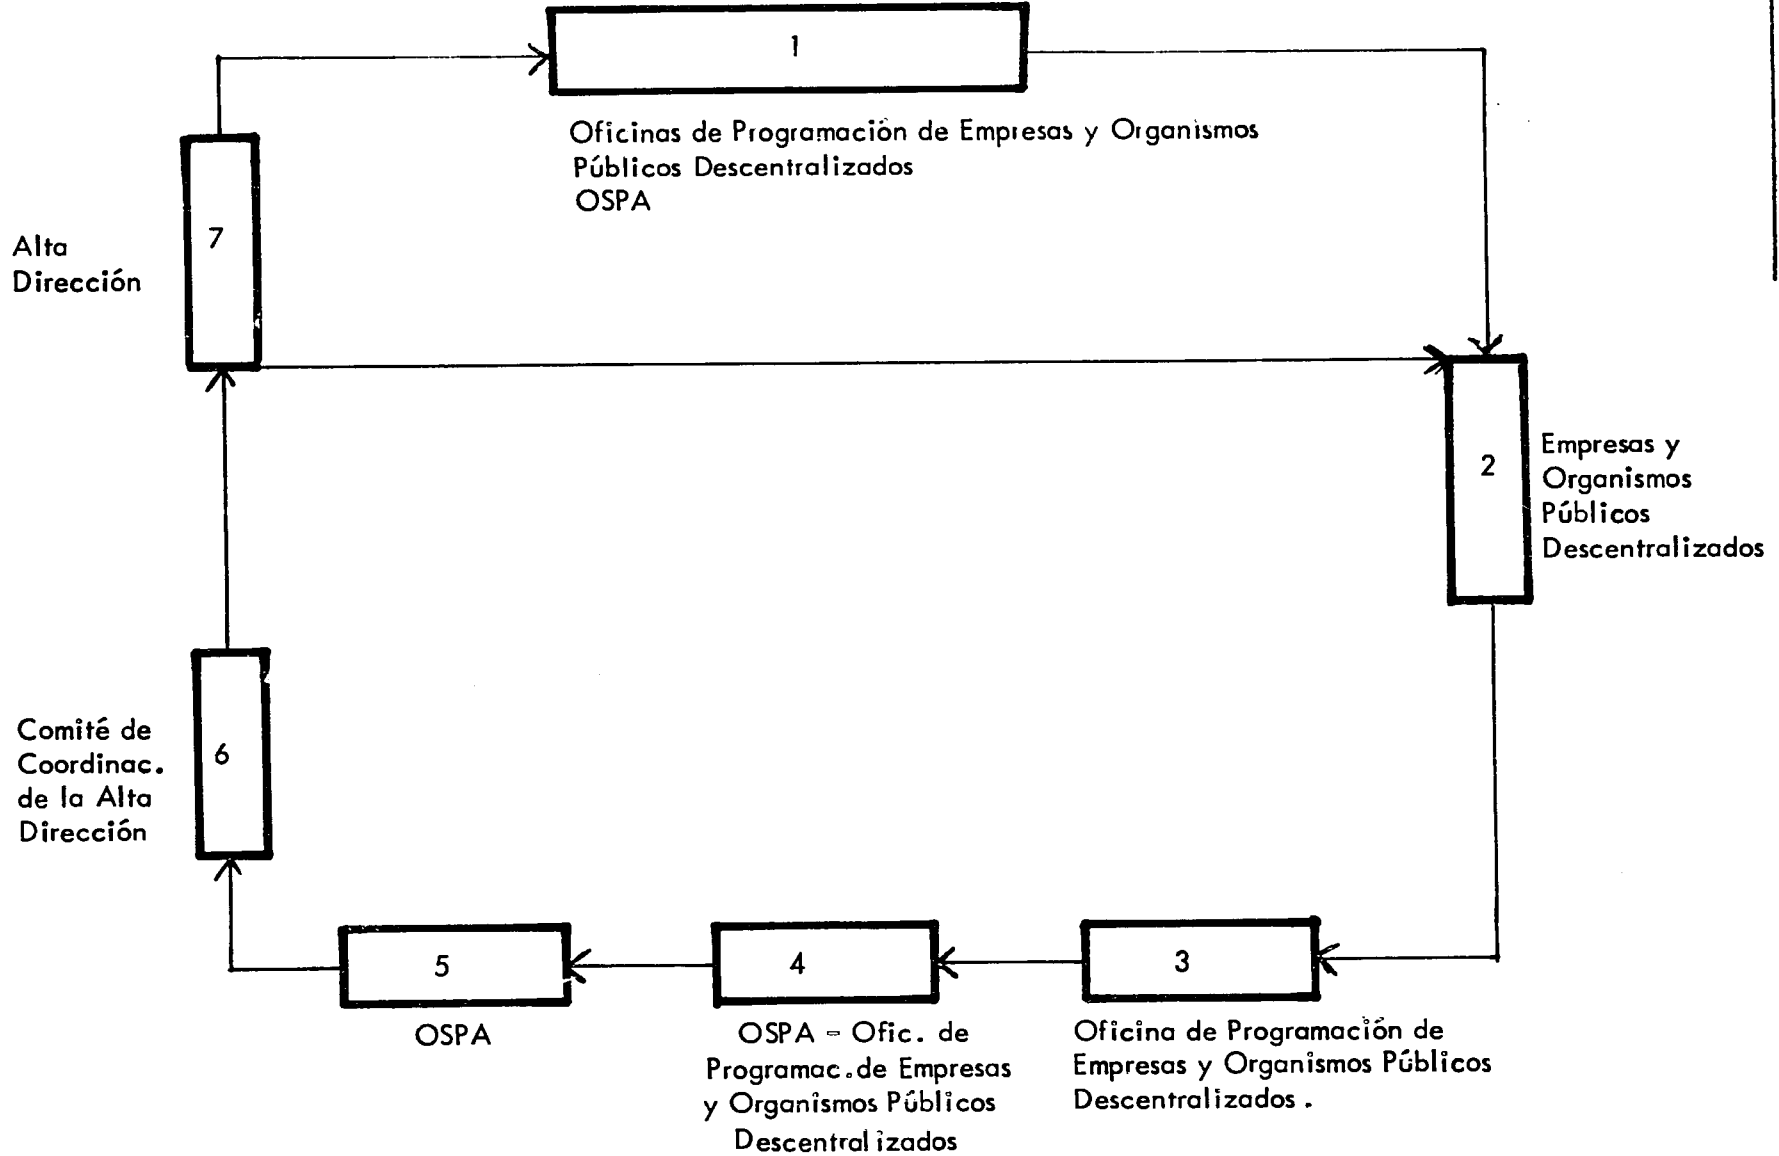 1
Oficinas de Programación de Empresas y Organismos
Públicos Descentralizados
OSPA
7
Alta
Dirección
2
Empresas y
Organismos
Públicos
Descentralizados
6
Comité de
Coordinac.
de la Alta
Dirección
5
OSPA
4
OSPA - Ofic. de
Programac. de Empresas
y Organismos Públicos
Descentralizados
3
Oficina de Programación de
Empresas y Organismos Públicos
Descentralizados.